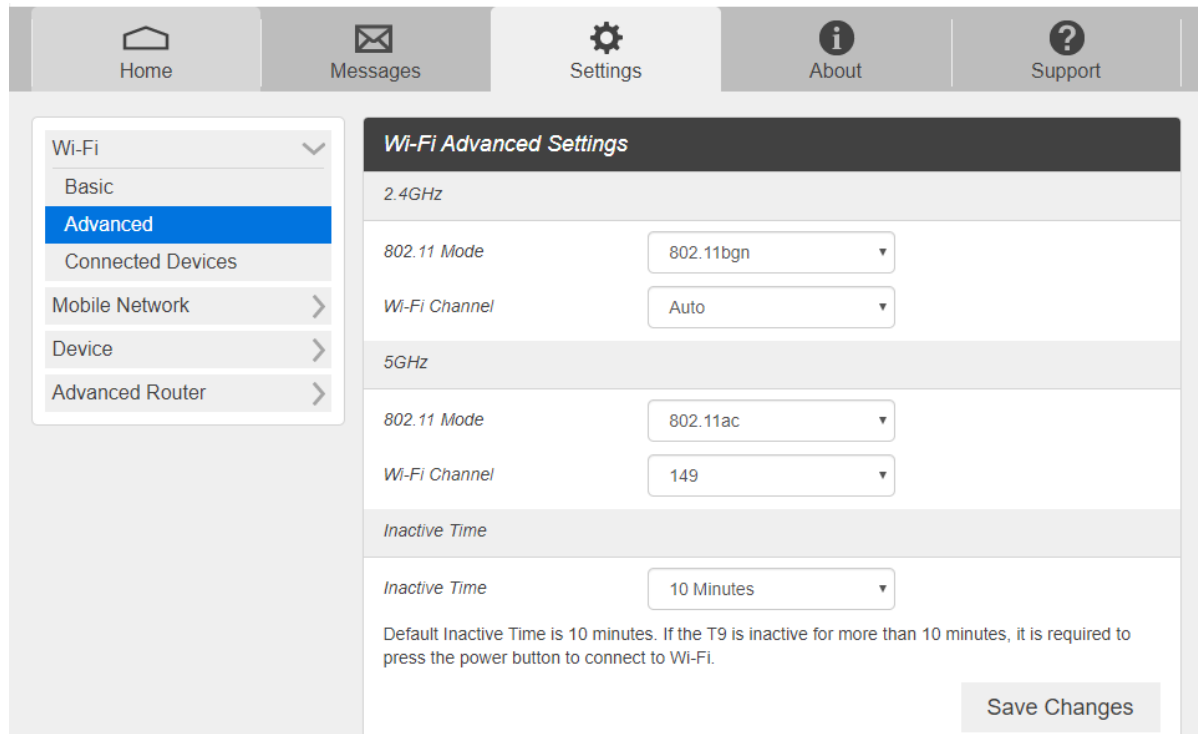 Home
Messages
Settings
About
Support
Wi-Fi
Basic
Advanced
Connected Devices
Mobile Network
Device
Advanced Router
Wi-Fi Advanced Settings
2.4GHz
802.11 Mode 802.11bgn
Wi-Fi Channel Auto
5GHz
802.11 Mode 802.11ac
Wi-Fi Channel 149
Inactive Time
Inactive Time 10 Minutes
Default Inactive Time is 10 minutes. If the T9 is inactive for more than 10 minutes, it is required to
press the power button to connect to Wi-Fi.
Save Changes